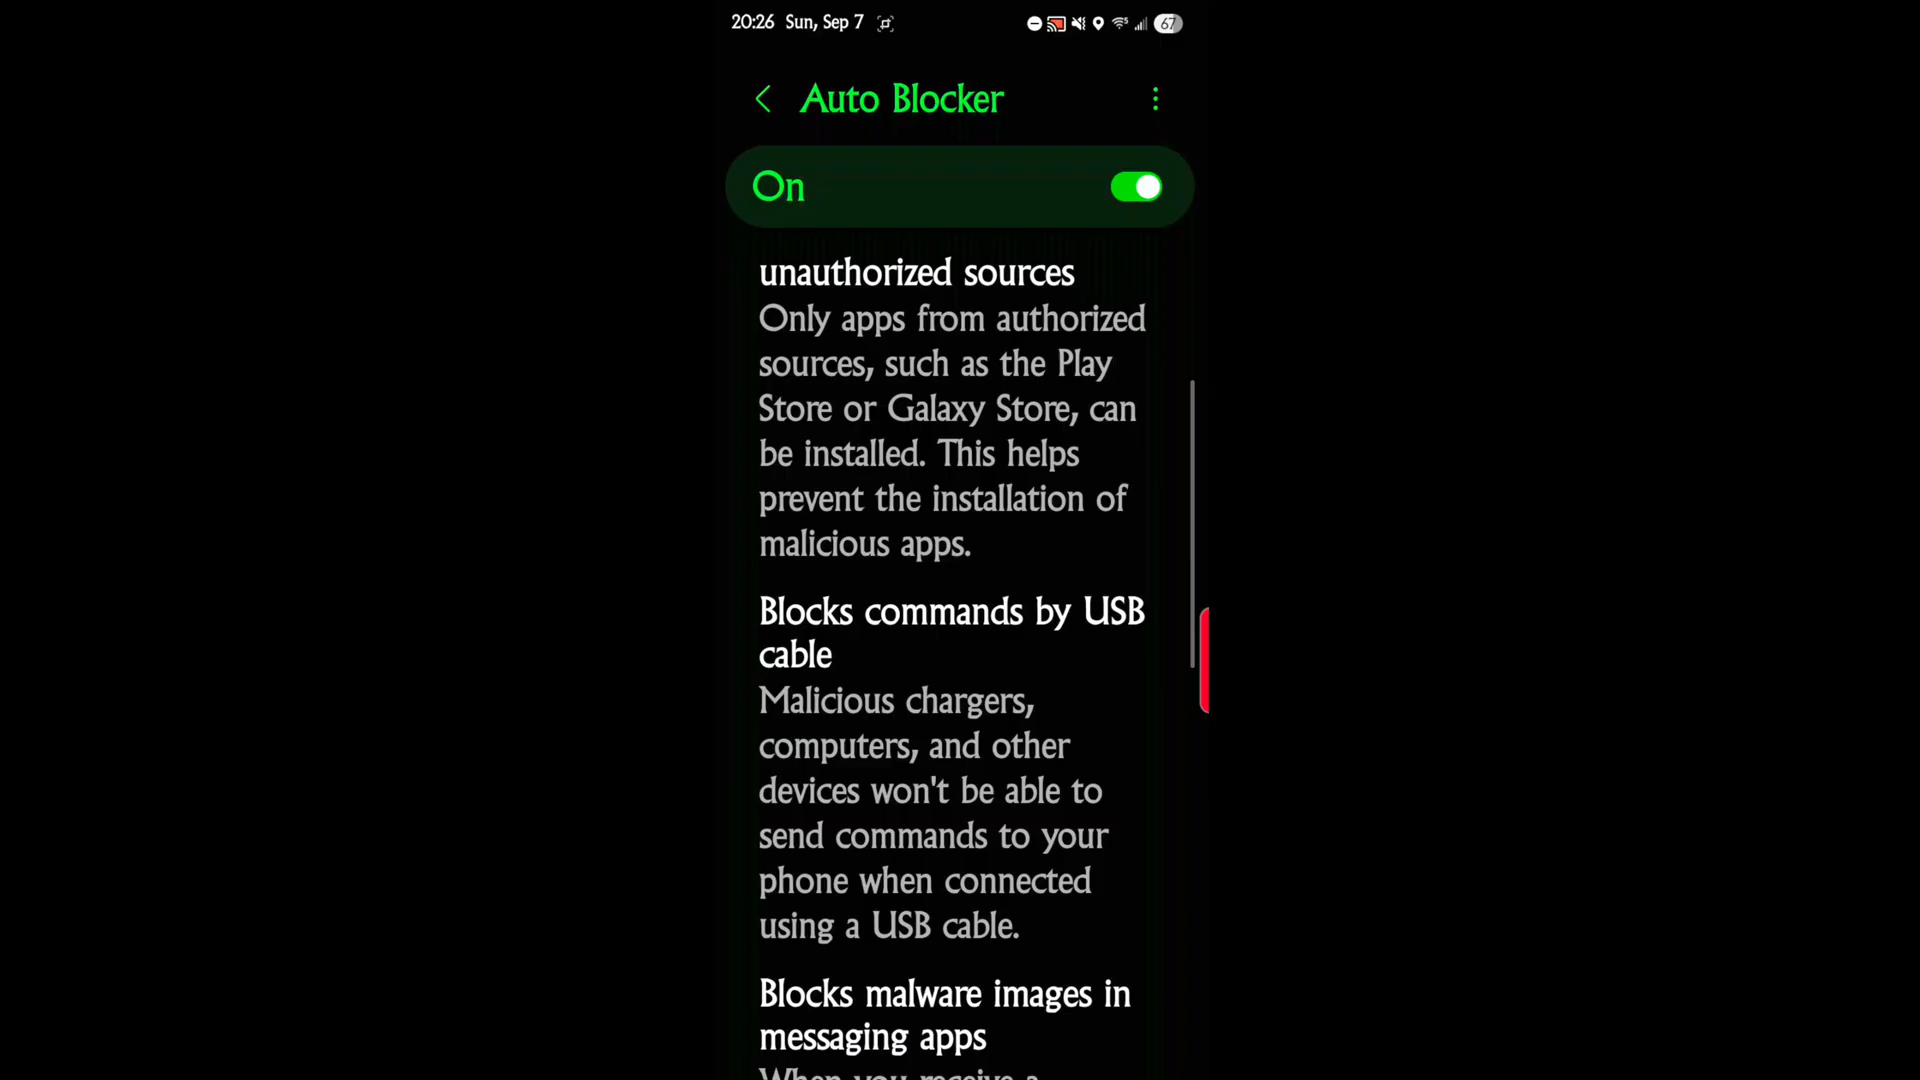 20:26 Sun, Sep 7
67
Auto Blocker
On
unauthorized sources
Only apps from authorized
sources, such as the Play
Store or Galaxy Store, can
be installed. This helps
prevent the installation of
malicious apps.
Blocks commands by USB
cable
Malicious chargers,
computers, and other
devices won't be able to
send commands to your
phone when connected
using a USB cable.
Blocks malware images in
messaging apps
When you receive a